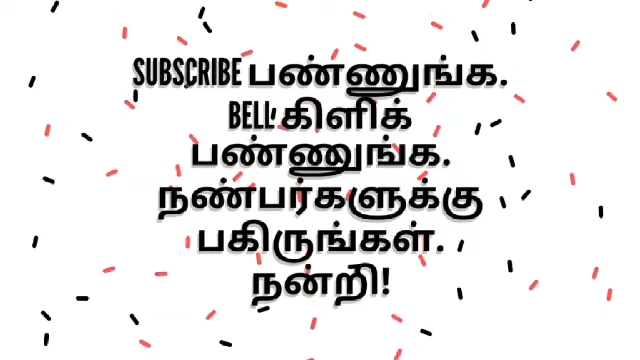 SUBSCRIBE பண்ணுங்க.
BELL கிளிக்
பண்ணுங்க.
நண்பர்களுக்கு
பகிருங்கள்.
நன்றி!